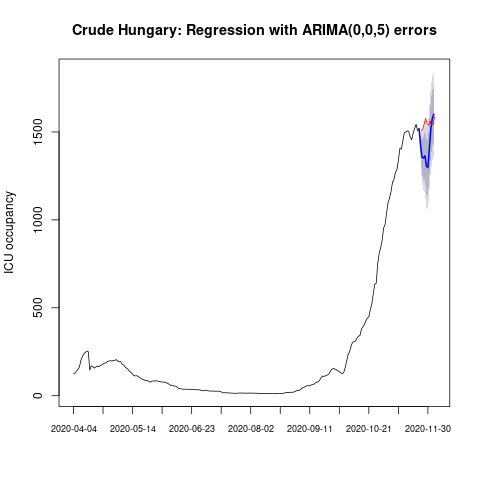 Crude Hungary: Regression with ARIMA(0,0,5) errors
ICU occupancy
1500
1000
500
0
2020-04-04 2020-05-14 2020-06-23 2020-08-02 2020-09-11 2020-10-21 2020-11-30